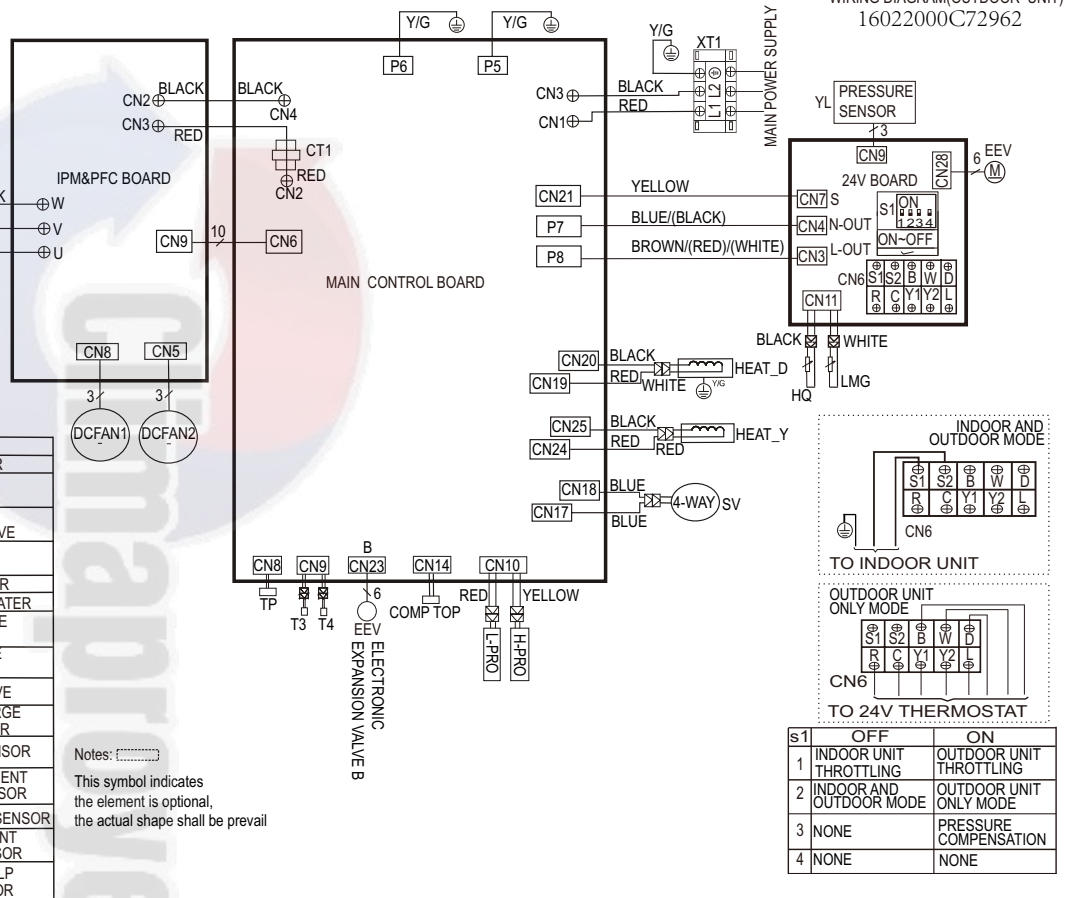 WIRING DIAGRAM(OUTDOOR UNIT)
16022000C72962
Y/G
Y/G
P6
P5
Y/G
XT1
MAIN POWER SUPPLY
L1 L2
CN3
BLACK
CN1
RED
BLACK
BLACK
CN2
CN4
CN3
RED
CT1
RED
CN2
IPM&PFC BOARD
W
V
U
CN9
10
CN6
MAIN CONTROL BOARD
CN8
CN5
3
3
DCFAN1
DCFAN2
YL
PRESSURE
SENSOR
3
CN9
CN28
6
EEV
M
24V BOARD
CN21
YELLOW
CN7
S
P7
BLUE/(BLACK)
CN4
N-OUT
P8
BROWN/(RED)/(WHITE)
CN3
L-OUT
S1
ON
1234
ON~OFF
CN6
S1 S2 B W D
R C Y1 Y2 L
CN11
BLACK
WHITE
HQ
LMG
CN20
BLACK
CN19
RED
WHITE
HEAT_D
Y/G
CN25
BLACK
CN24
RED
RED
HEAT_Y
CN18
BLUE
CN17
BLUE
4-WAY
SV
CN8
CN9
B
CN23
CN14
CN10
TP
T3
T4
6
EEV
ELECTRONIC
EXPANSION VALVE B
COMP TOP
RED
YELLOW
L-PRO
H-PRO
INDOOR AND
OUTDOOR MODE
S1 S2 B W D
R C Y1 Y2 L
CN6
TO INDOOR UNIT
OUTDOOR UNIT
ONLY MODE
S1 S2 B W D
R C Y1 Y2 L
CN6
TO 24V THERMOSTAT
s1 OFF ON
1 INDOOR UNIT THROTTLING OUTDOOR UNIT THROTTLING
2 INDOOR AND OUTDOOR MODE OUTDOOR UNIT ONLY MODE
3 NONE PRESSURE COMPENSATION
4 NONE NONE
Notes:
This symbol indicates
the element is optional,
the actual shape shall be prevail